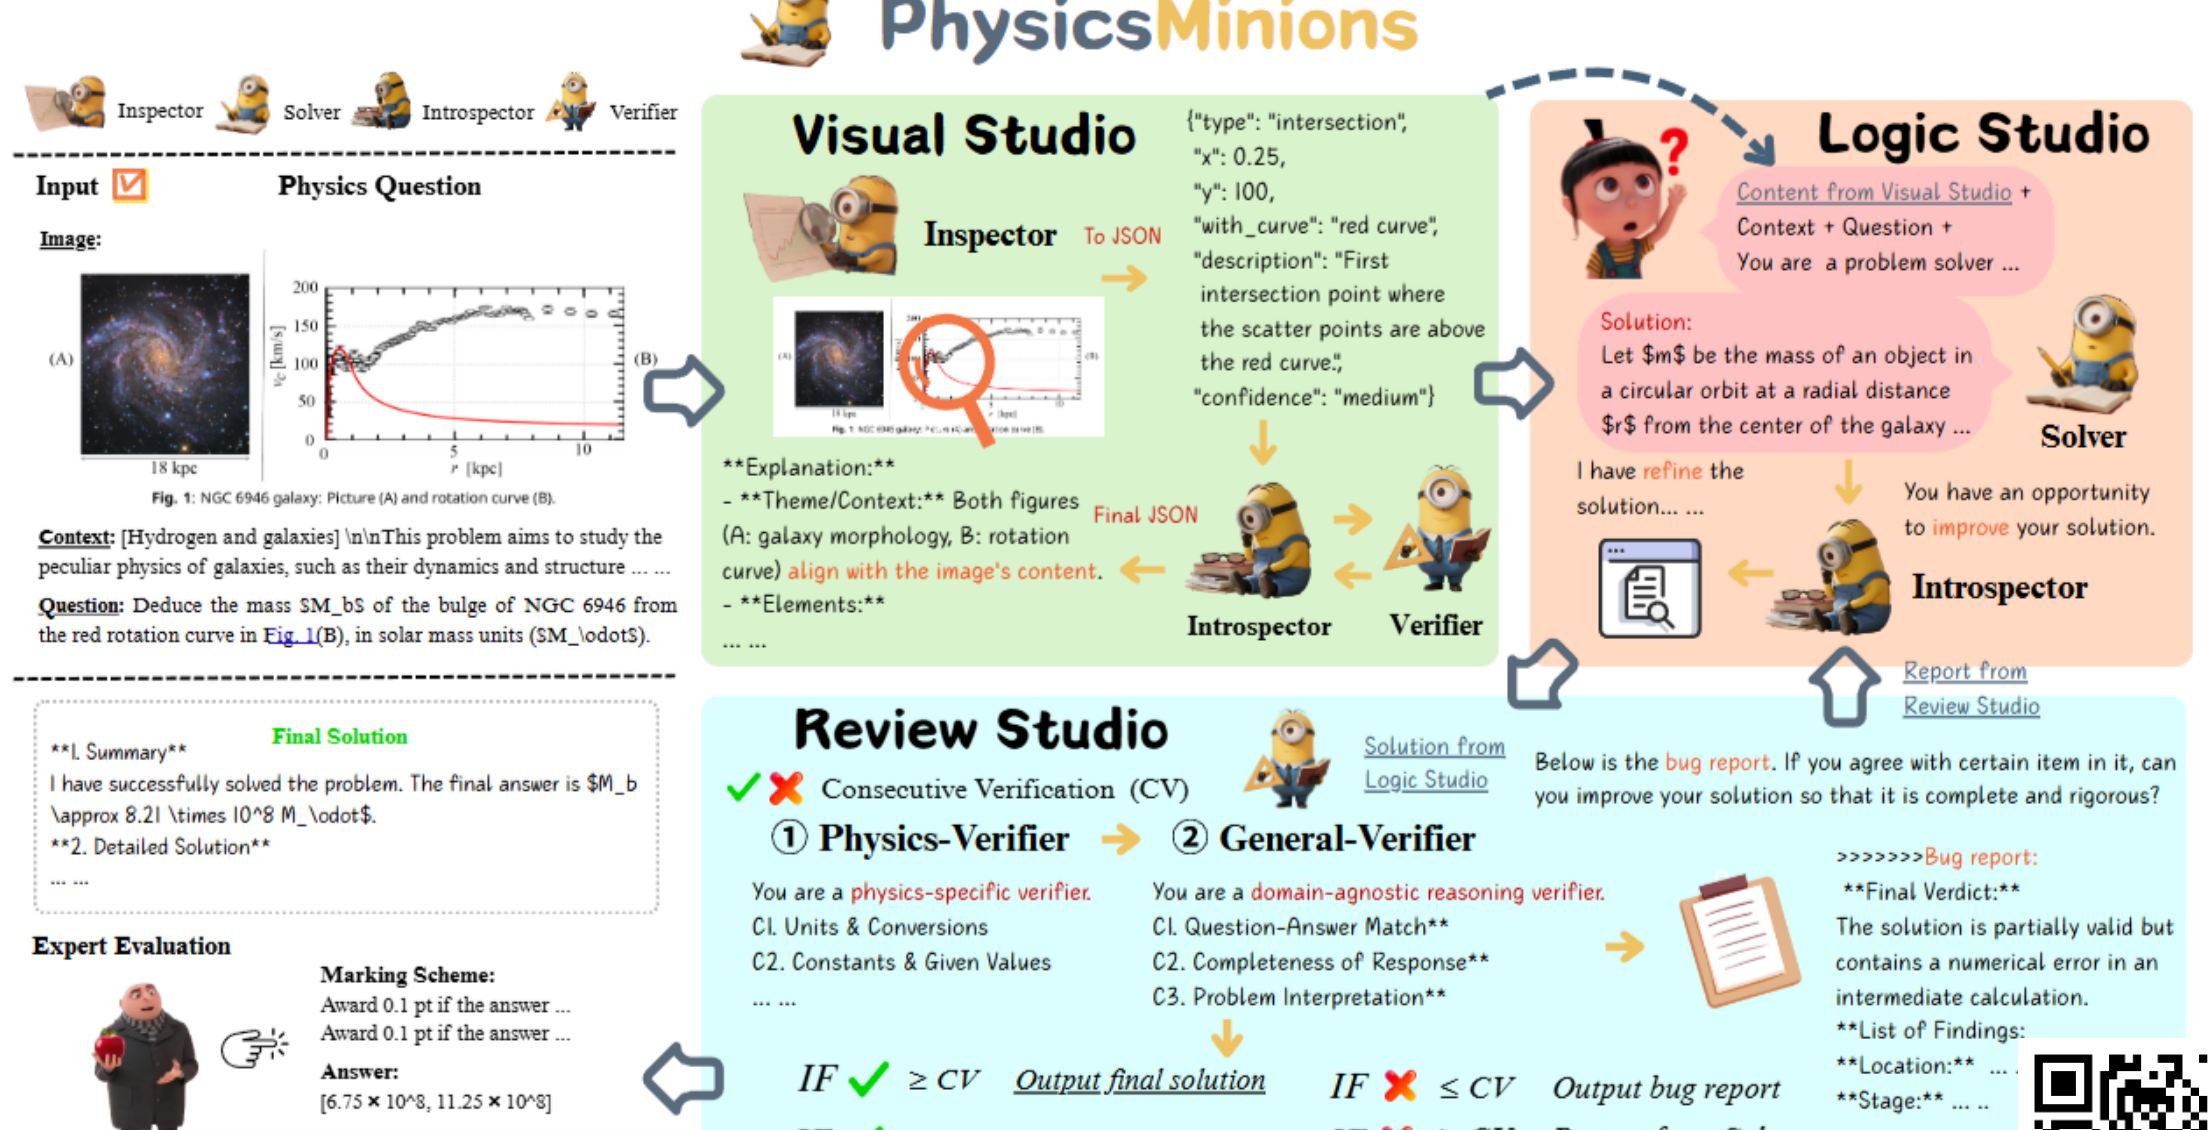 PhysicsMinions
Inspector
Solver
Introspector
Verifier
Input
Physics Question
Image:
(A)
18 kpc
200
150
100
50
0
v_C [km/s]
0
5
10
r [kpc]
(B)
Fig. 1: NGC 6946 galaxy: Picture (A) and rotation curve (B).
Context: [Hydrogen and galaxies] \n\nThis problem aims to study the
peculiar physics of galaxies, such as their dynamics and structure ... ...
Question: Deduce the mass $M_b$ of the bulge of NGC 6946 from
the red rotation curve in Fig. 1(B), in solar mass units ($M_\odot$).
Final Solution
**1. Summary**
I have successfully solved the problem. The final answer is $M_b
\approx 8.21 \times 10^8 M_\odot$.
**2. Detailed Solution**
... ...
Expert Evaluation
Marking Scheme:
Award 0.1 pt if the answer ...
Award 0.1 pt if the answer ...
Answer:
[6.75 × 10^8, 11.25 × 10^8]
Visual Studio
Inspector
To JSON
{"type": "intersection",
"x": 0.25,
"y": 100,
"with_curve": "red curve",
"description": "First
intersection point where
the scatter points are above
the red curve.",
"confidence": "medium"}
**Explanation:**
- **Theme/Context:** Both figures
(A: galaxy morphology, B: rotation
curve) align with the image's content.
- **Elements:**
... ...
Final JSON
Introspector
Verifier
Logic Studio
?
Content from Visual Studio +
Context + Question +
You are a problem solver ...
Solution:
Let $m$ be the mass of an object in
a circular orbit at a radial distance
$r$ from the center of the galaxy ...
Solver
I have refine the
solution... ...
You have an opportunity
to improve your solution.
Introspector
Report from
Review Studio
Review Studio
Consecutive Verification (CV)
Solution from
Logic Studio
① Physics-Verifier
② General-Verifier
You are a physics-specific verifier.
C1. Units & Conversions
C2. Constants & Given Values
... ...
You are a domain-agnostic reasoning verifier.
C1. Question-Answer Match**
C2. Completeness of Response**
C3. Problem Interpretation**
Below is the bug report. If you agree with certain item in it, can
you improve your solution so that it is complete and rigorous?
>>>>>>>Bug report:
**Final Verdict:**
The solution is partially valid but
contains a numerical error in an
intermediate calculation.
**List of Findings:
**Location:** ...
**Stage:** ... ..
IF ≥ CV Output final solution
IF ≤ CV Output bug report